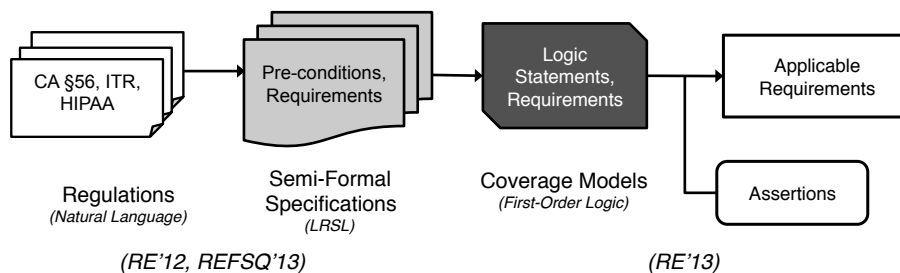 CA §56, ITR,
HIPAA
Pre-conditions,
Requirements
Logic
Statements,
Requirements
Applicable
Requirements
Assertions
Regulations
(Natural Language)
Semi-Formal
Specifications
(LRSL)
Coverage Models
(First-Order Logic)
(RE'12, REFSQ'13)
(RE'13)